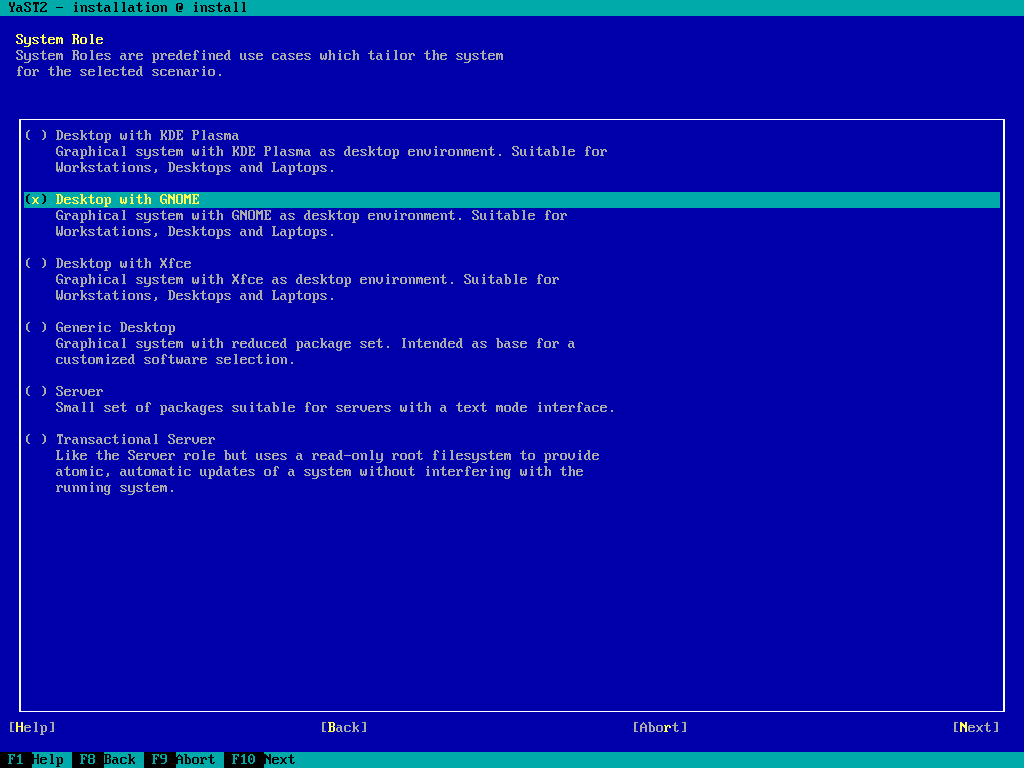 YaST2 - installation @ install
System Role
System Roles are predefined use cases which tailor the system
for the selected scenario.
( ) Desktop with KDE Plasma
Graphical system with KDE Plasma as desktop environment. Suitable for
Workstations, Desktops and Laptops.
(x) Desktop with GNOME
Graphical system with GNOME as desktop environment. Suitable for
Workstations, Desktops and Laptops.
( ) Desktop with Xfce
Graphical system with Xfce as desktop environment. Suitable for
Workstations, Desktops and Laptops.
( ) Generic Desktop
Graphical system with reduced package set. Intended as base for a
customized software selection.
( ) Server
Small set of packages suitable for servers with a text mode interface.
( ) Transactional Server
Like the Server role but uses a read-only root filesystem to provide
atomic, automatic updates of a system without interfering with the
running system.
[Help] [Back] [Abort] [Next]
F1 Help F8 Back F9 Abort F10 Next